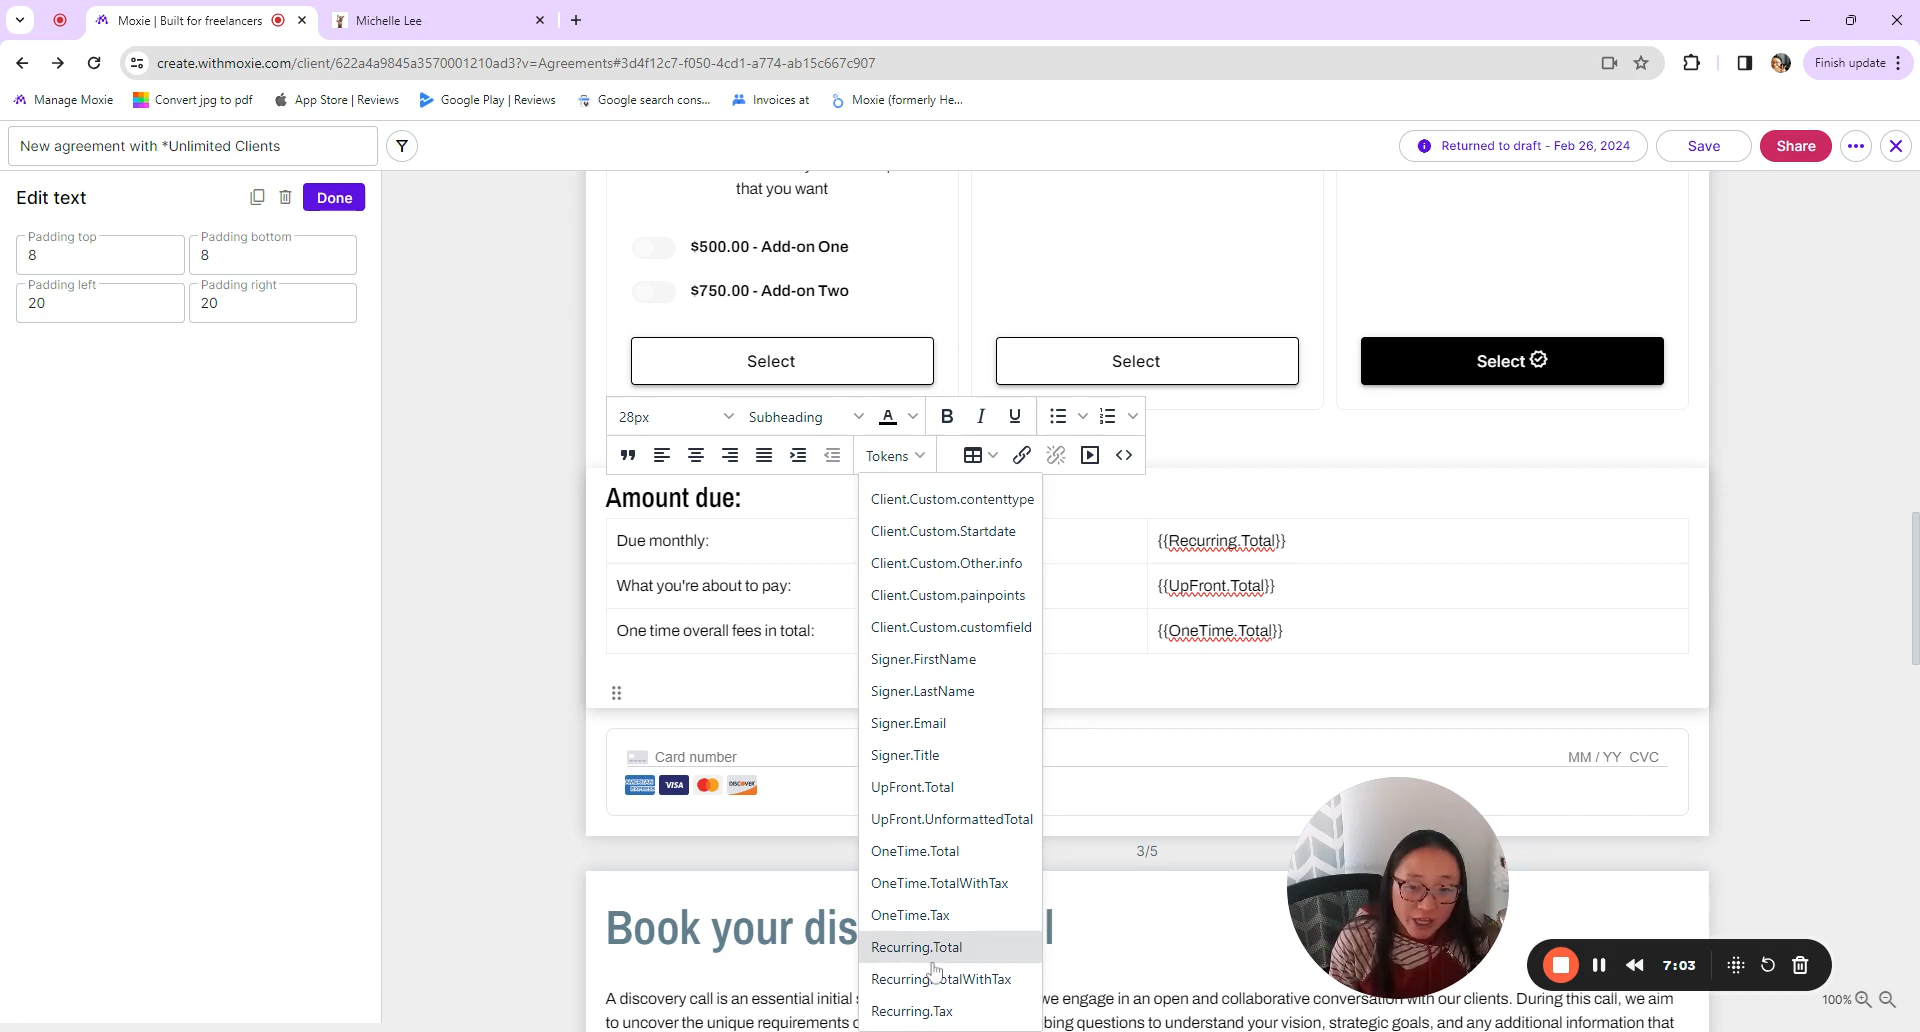 Moxie | Built for freelancers
Michelle Lee
create.withmoxie.com/client/622a4a9845a3570001210ad3?v=Agreements#3d4f12c7-f050-4cd1-a774-ab15c667c907
Finish update
Manage Moxie
Convert jpg to pdf
App Store | Reviews
Google Play | Reviews
Google search cons...
Invoices at
Moxie (formerly He...
New agreement with *Unlimited Clients
Returned to draft - Feb 26, 2024
Save
Share
Edit text
Done
Padding top
8
Padding bottom
8
Padding left
20
Padding right
20
that you want
$500.00 - Add-on One
$750.00 - Add-on Two
Select
Select
Select
28px
Subheading
A
B
I
U
Tokens
Amount due:
Due monthly:
{{Recurring.Total}}
What you're about to pay:
{{UpFront.Total}}
One time overall fees in total:
{{OneTime.Total}}
Client.Custom.contenttype
Client.Custom.Startdate
Client.Custom.Other.info
Client.Custom.painpoints
Client.Custom.customfield
Signer.FirstName
Signer.LastName
Signer.Email
Signer.Title
UpFront.Total
UpFront.UnformattedTotal
OneTime.Total
OneTime.TotalWithTax
OneTime.Tax
Recurring.Total
Recurring.TotalWithTax
Recurring.Tax
Card number
MM / YY CVC
AMERICAN EXPRESS
VISA
DISCOVER
3/5
Book your dis
l
7:03
A discovery call is an essential initial
we engage in an open and collaborative conversation with our clients. During this call, we aim
to uncover the unique requirements
bing questions to understand your vision, strategic goals, and any additional information that
100%